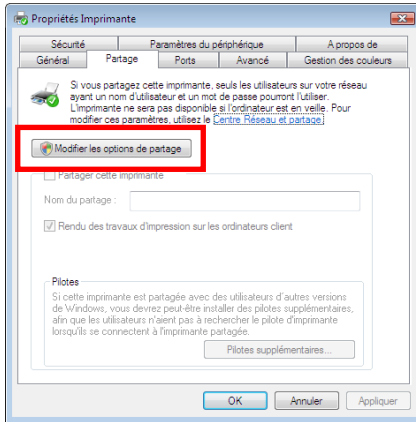 Propriétés Imprimante
Sécurité
Paramètres du périphérique
A propos de
Général
Partage
Ports
Avancé
Gestion des couleurs
Si vous partagez cette imprimante, seuls les utilisateurs sur votre réseau
ayant un nom d'utilisateur et un mot de passe pourront l'utiliser.
L'imprimante ne sera pas disponible si l'ordinateur est en veille. Pour
modifier ces paramètres, utilisez le Centre Réseau et partage.
Modifier les options de partage
Partager cette imprimante
Nom du partage :
Rendu des travaux d'impression sur les ordinateurs client
Pilotes
Si cette imprimante est partagée avec des utilisateurs d'autres versions
de Windows, vous devrez peut-être installer des pilotes supplémentaires,
afin que les utilisateurs n'aient pas à rechercher le pilote d'imprimante
lorsqu'ils se connectent à l'imprimante partagée.
Pilotes supplémentaires...
OK
Annuler
Appliquer